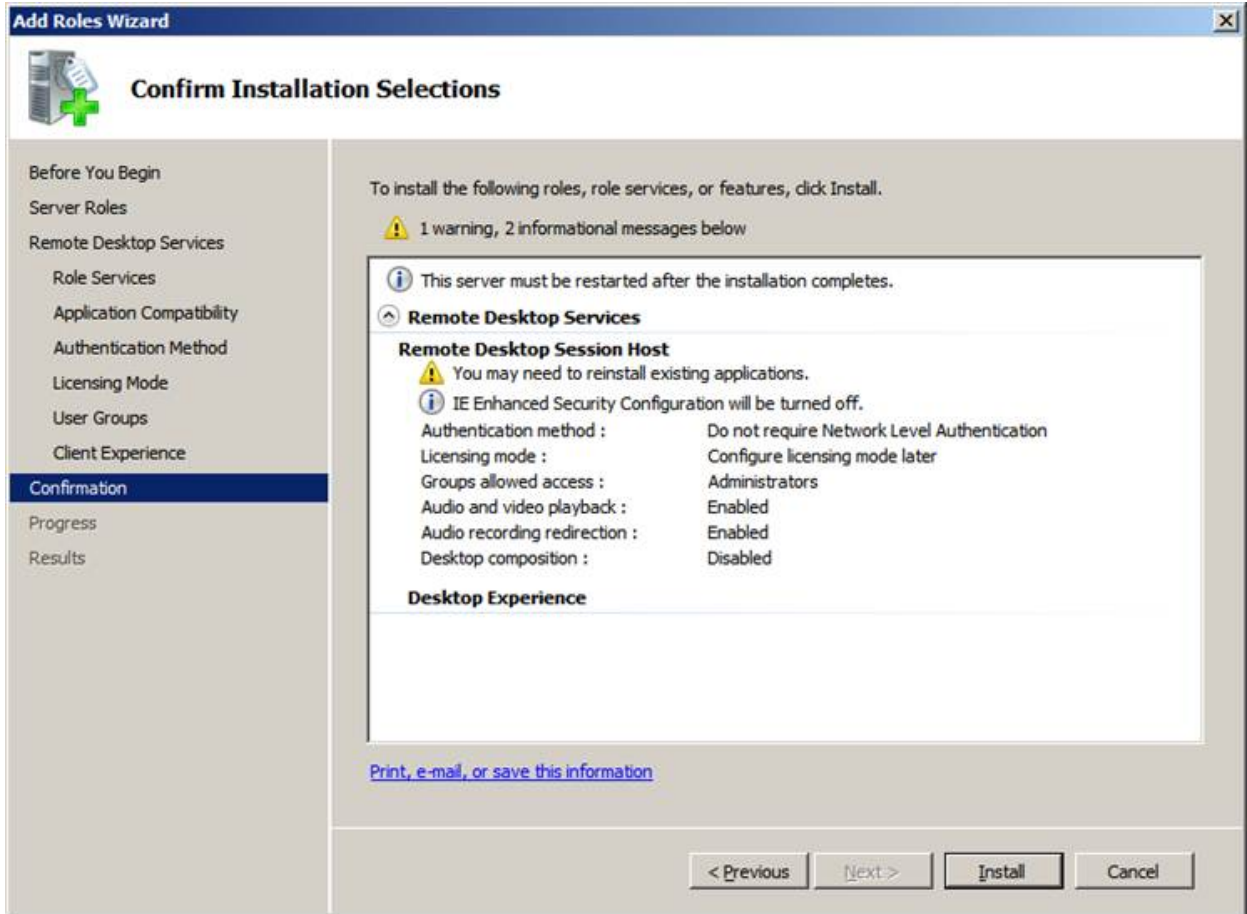 Add Roles Wizard
Confirm Installation Selections
Before You Begin
Server Roles
Remote Desktop Services
Role Services
Application Compatibility
Authentication Method
Licensing Mode
User Groups
Client Experience
Confirmation
Progress
Results
To install the following roles, role services, or features, click Install.
1 warning, 2 informational messages below
This server must be restarted after the installation completes.
Remote Desktop Services
Remote Desktop Session Host
You may need to reinstall existing applications.
IE Enhanced Security Configuration will be turned off.
Authentication method : Do not require Network Level Authentication
Licensing mode : Configure licensing mode later
Groups allowed access : Administrators
Audio and video playback : Enabled
Audio recording redirection : Enabled
Desktop composition : Disabled
Desktop Experience
Print, e-mail, or save this information
< Previous Next > Install Cancel